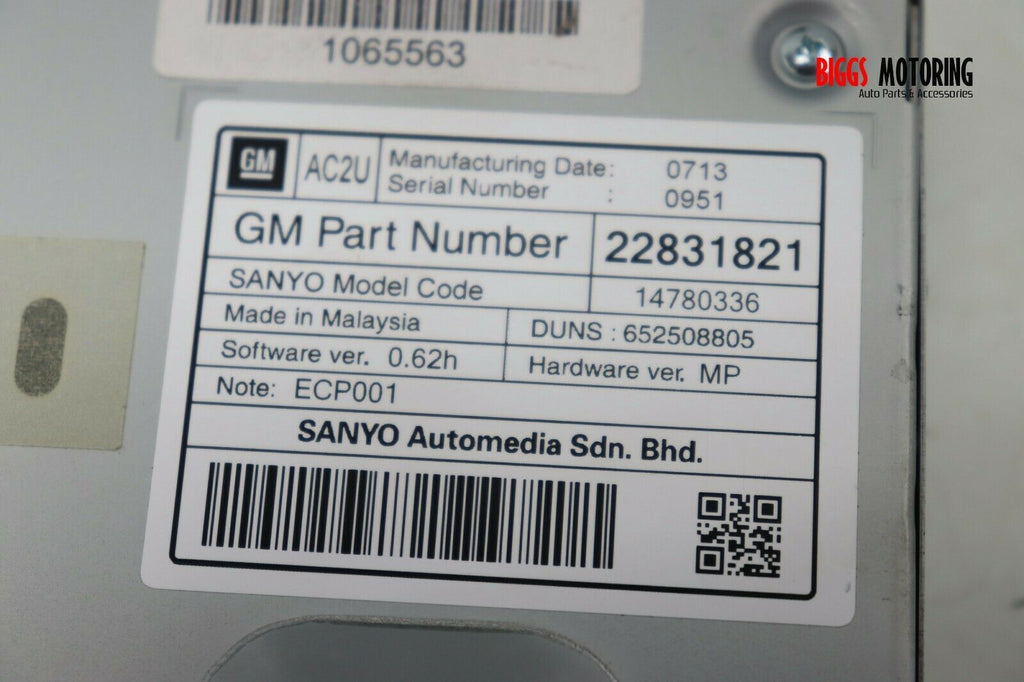 1065563
BIGGS MOTORING
Auto Parts & Accessories
GM AC2U Manufacturing Date: 0713
Serial Number : 0951
GM Part Number 22831821
SANYO Model Code 14780336
Made in Malaysia DUNS : 652508805
Software ver. 0.62h Hardware ver. MP
Note: ECP001
SANYO Automedia Sdn. Bhd.